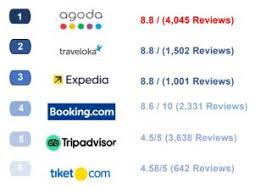 1 agoda 8.8 / (4,045 Reviews)
2 traveloka 8.8 / (1,502 Reviews)
3 Expedia 8.8 / (1,001 Reviews)
4 Booking.com 8.6 / 10 (2,331 Reviews)
5 Tripadvisor 4.5/5 (3,638 Reviews)
6 tiket.com 4.58/5 (642 Reviews)